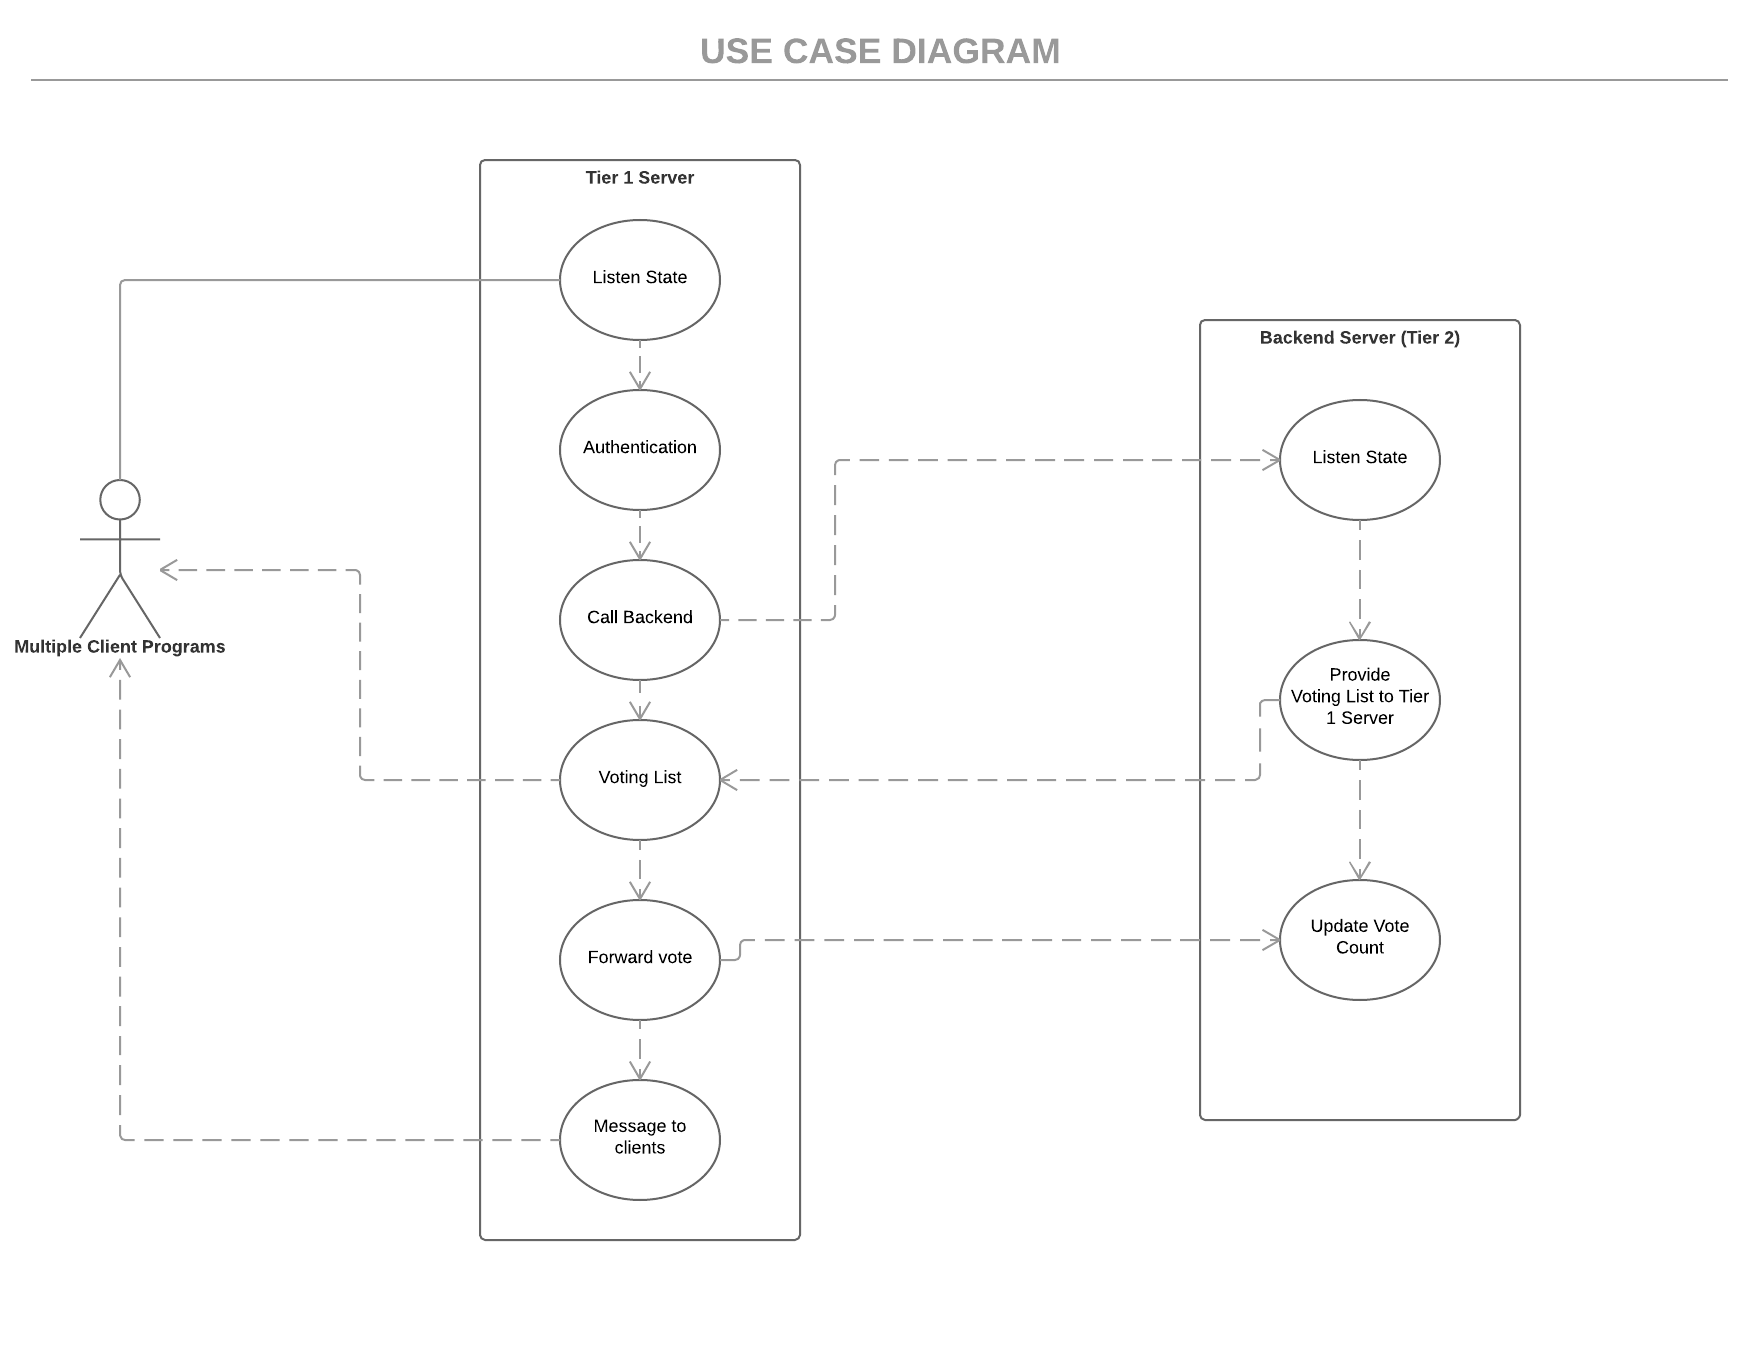 USE CASE DIAGRAM
Tier 1 Server
Listen State
Authentication
Call Backend
Voting List
Forward vote
Message to
clients
Multiple Client Programs
Backend Server (Tier 2)
Listen State
Provide
Voting List to Tier
1 Server
Update Vote
Count